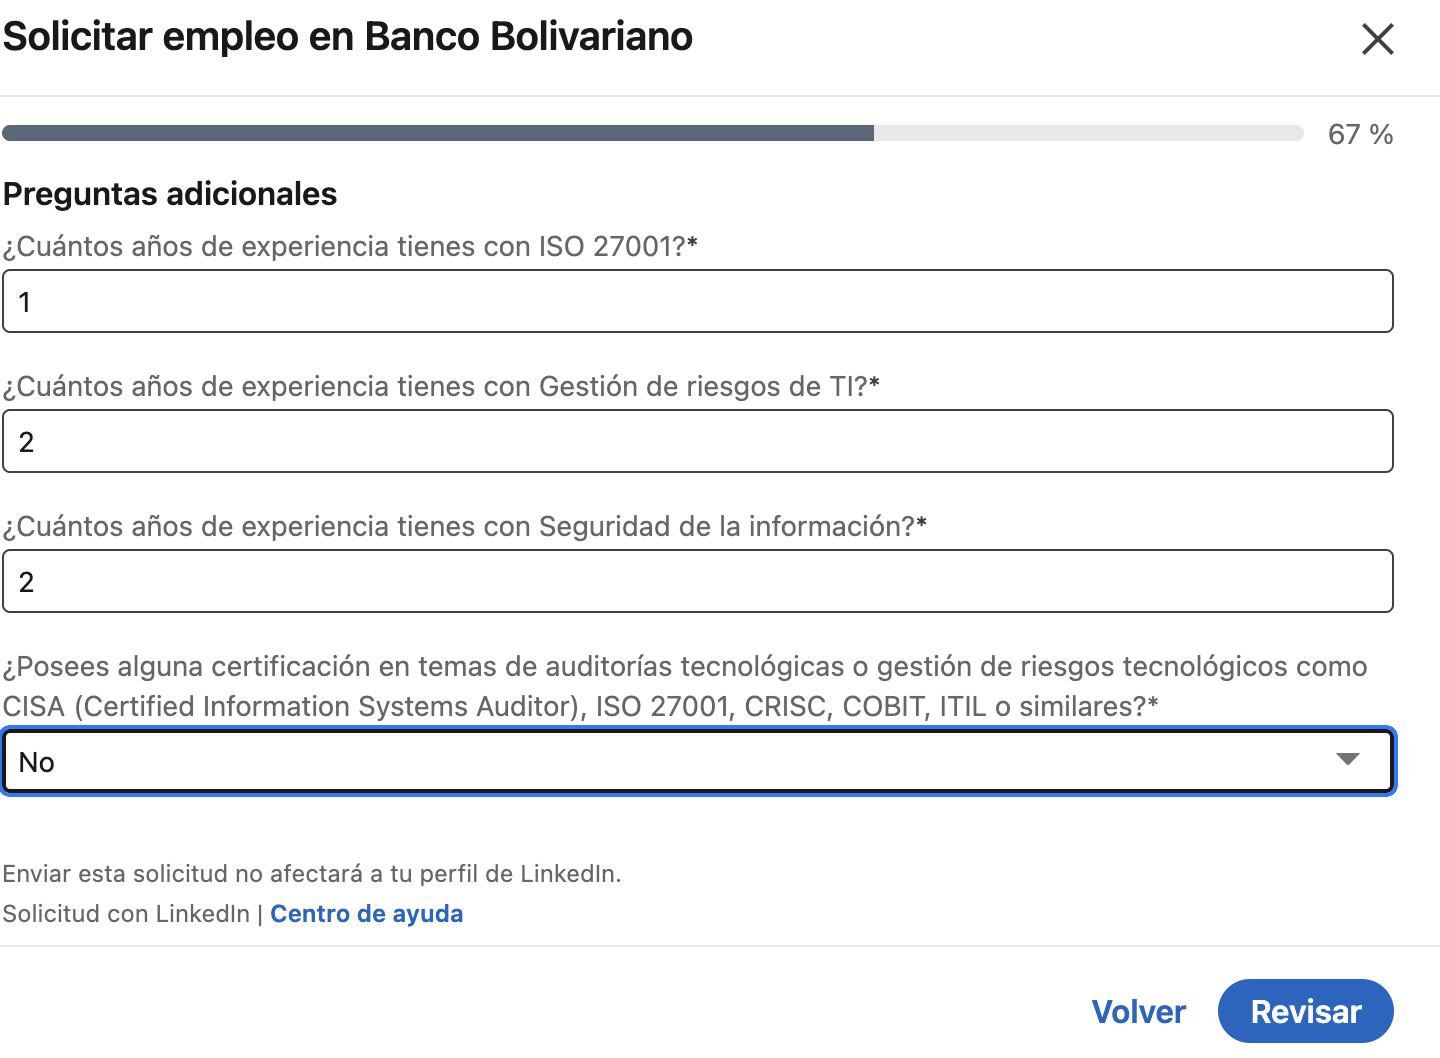 Solicitar empleo en Banco Bolivariano
67 %
Preguntas adicionales
¿Cuántos años de experiencia tienes con ISO 27001?*
1
¿Cuántos años de experiencia tienes con Gestión de riesgos de TI?*
2
¿Cuántos años de experiencia tienes con Seguridad de la información?*
2
¿Posees alguna certificación en temas de auditorías tecnológicas o gestión de riesgos tecnológicos como
CISA (Certified Information Systems Auditor), ISO 27001, CRISC, COBIT, ITIL o similares?*
No
Enviar esta solicitud no afectará a tu perfil de LinkedIn.
Solicitud con LinkedIn | Centro de ayuda
Volver Revisar